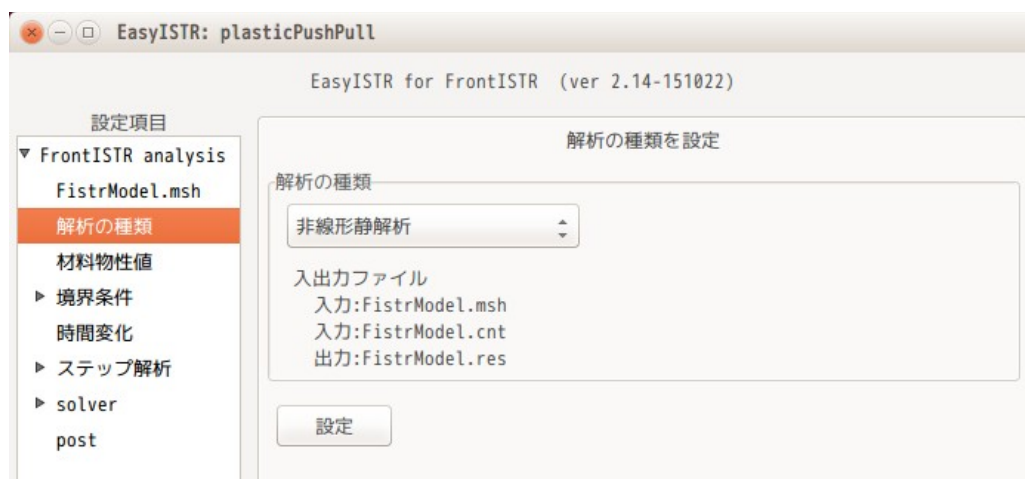 EasyISTR: plasticPushPull
EasyISTR for FrontISTR (ver 2.14-151022)
設定項目
FrontISTR analysis
FistrModel.msh
解析の種類
材料物性値
境界条件
時間変化
ステップ解析
solver
post
解析の種類を設定
解析の種類
非線形静解析
入出力ファイル
入力:FistrModel.msh
入力:FistrModel.cnt
出力:FistrModel.res
設定